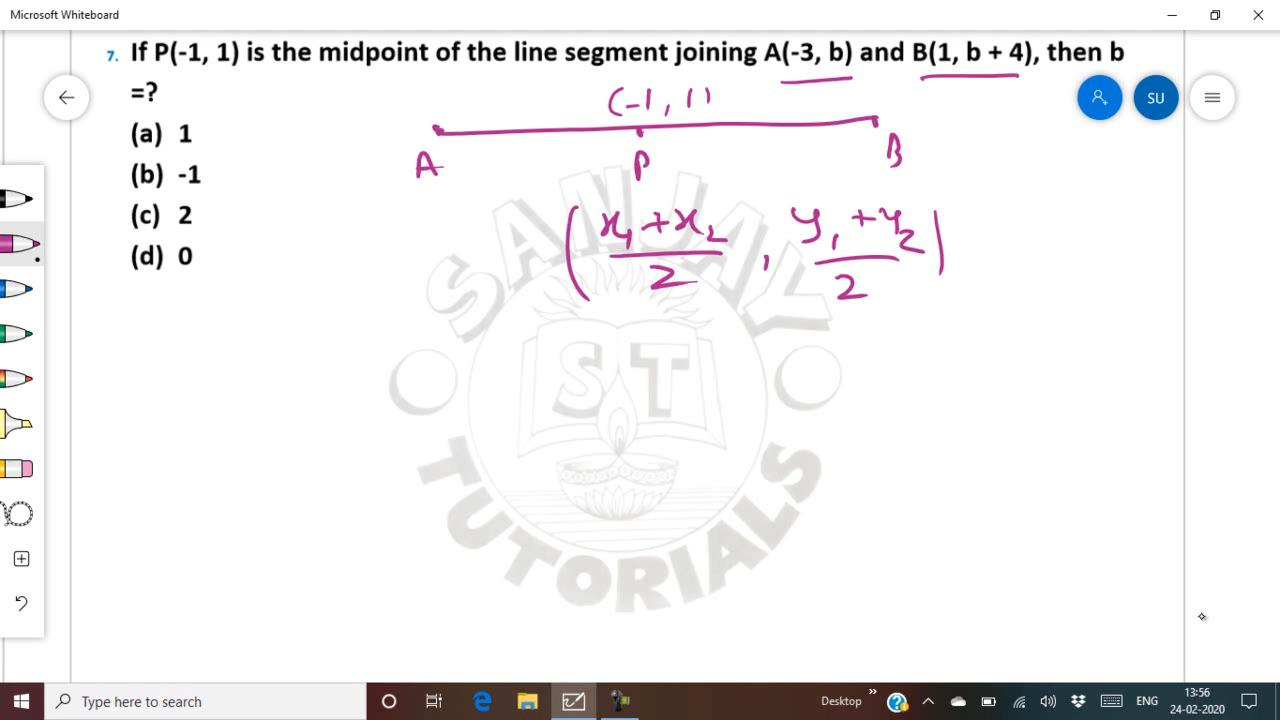 Microsoft Whiteboard
7. If P(-1, 1) is the midpoint of the line segment joining A(-3, b) and B(1, b + 4), then b
=?
(a) 1
(b) -1
(c) 2
(d) 0
(-1, 1)
A P B
(x₁+x₂/2, y₁+y₂/2)
SU
SANJAY
ST
TUTORIALS
Type here to search
Desktop
»
ENG
13:56
24-02-2020